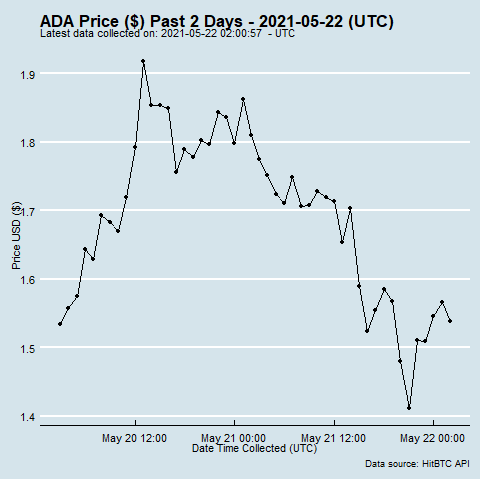 ADA Price ($) Past 2 Days - 2021-05-22 (UTC)
Latest data collected on: 2021-05-22 02:00:57 - UTC
1.9
1.8
1.7
1.6
1.5
1.4
Price USD ($)
May 20 12:00 May 21 00:00 May 21 12:00 May 22 00:00
Date Time Collected (UTC)
Data source: HitBTC API